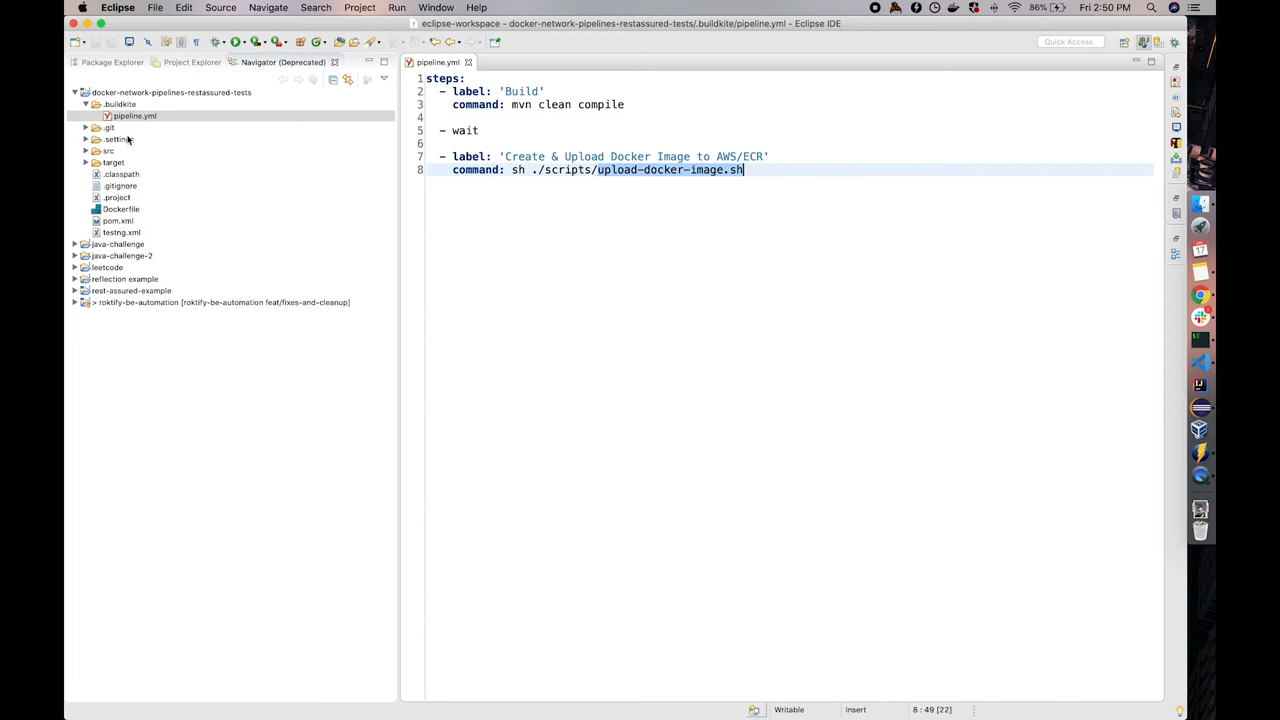 Eclipse File Edit Source Navigate Search Project Run Window Help 86% Fri 2:50 PM
eclipse-workspace - docker-network-pipelines-restassured-tests/.buildkite/pipeline.yml - Eclipse IDE
Quick Access
Package Explorer Project Explorer Navigator (Deprecated) pipeline.yml
docker-network-pipelines-restassured-tests
.buildkite
pipeline.yml
.git
.settings
src
target
.classpath
.gitignore
.project
Dockerfile
pom.xml
testng.xml
java-challenge
java-challenge-2
leetcode
reflection example
rest-assured-example
> roktify-be-automation [roktify-be-automation feat/fixes-and-cleanup]
1 steps:
2 - label: 'Build'
3 command: mvn clean compile
4
5 - wait
6
7 - label: 'Create & Upload Docker Image to AWS/ECR'
8 command: sh ./scripts/upload-docker-image.sh
17
Writable Insert 8 : 49 [22]